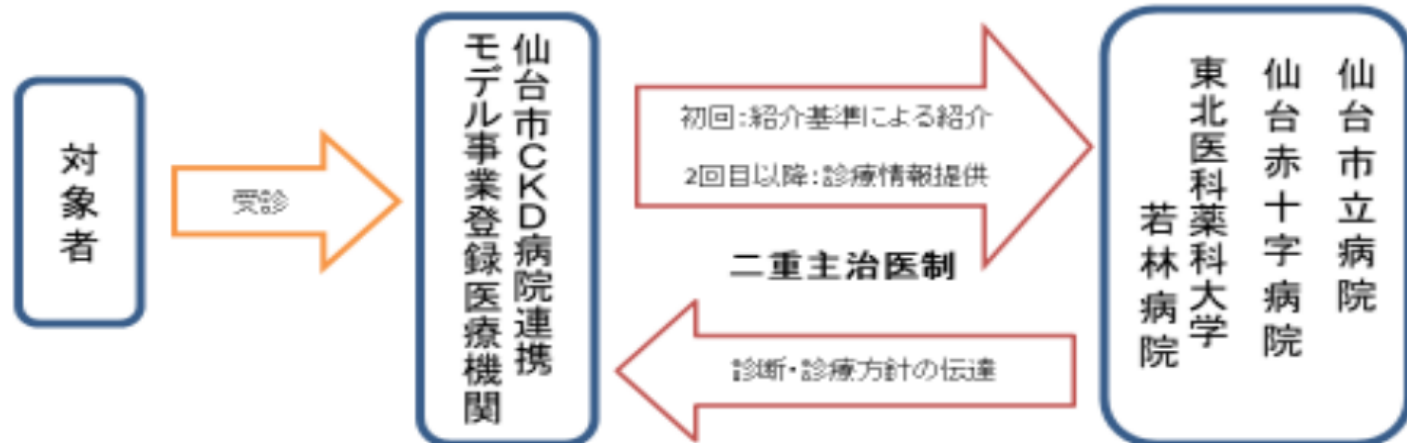 対象者
受診
仙台市CKD病院連携
モデル事業登録医療機関
初回:紹介基準による紹介
2回目以降:診療情報提供
二重主治医制
診断・診療方針の伝達
仙台市立病院
仙台赤十字病院
東北医科薬科大学
若林病院